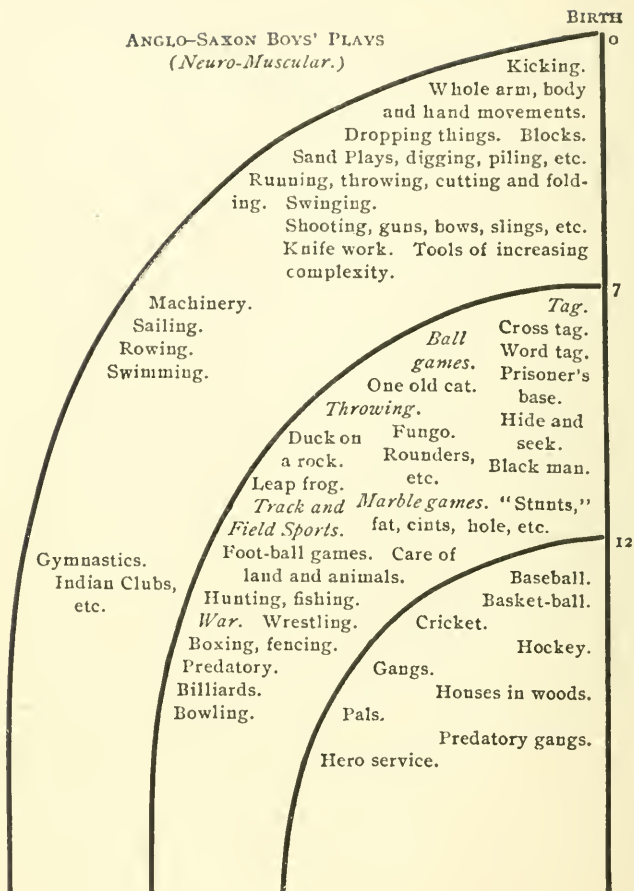 BIRTH
ANGLO-SAXON BOYS' PLAYS
(Neuro-Muscular.)
0
Kicking.
Whole arm, body
and hand movements.
Dropping things. Blocks.
Sand Plays, digging, piling, etc.
Running, throwing, cutting and fold-
ing. Swinging.
Shooting, guns, bows, slings, etc.
Knife work. Tools of increasing
complexity.
Machinery.
Sailing.
Rowing.
Swimming.
Gymnastics.
Indian Clubs,
etc.
7
Tag.
Cross tag.
Word tag.
Prisoner's
base.
Hide and
seek.
Black man.
Ball
games.
One old cat.
Throwing.
Fungo.
Rounders,
etc.
Duck on
a rock.
Leap frog.
Marble games. "Stunts,"
fat, cints, hole, etc.
Track and
Field Sports.
Foot-ball games. Care of
land and animals.
Hunting, fishing.
War. Wrestling.
Boxing, fencing.
Predatory.
Billiards.
Bowling.
12
Baseball.
Basket-ball.
Cricket.
Hockey.
Gangs.
Houses in woods.
Pals.
Predatory gangs.
Hero service.